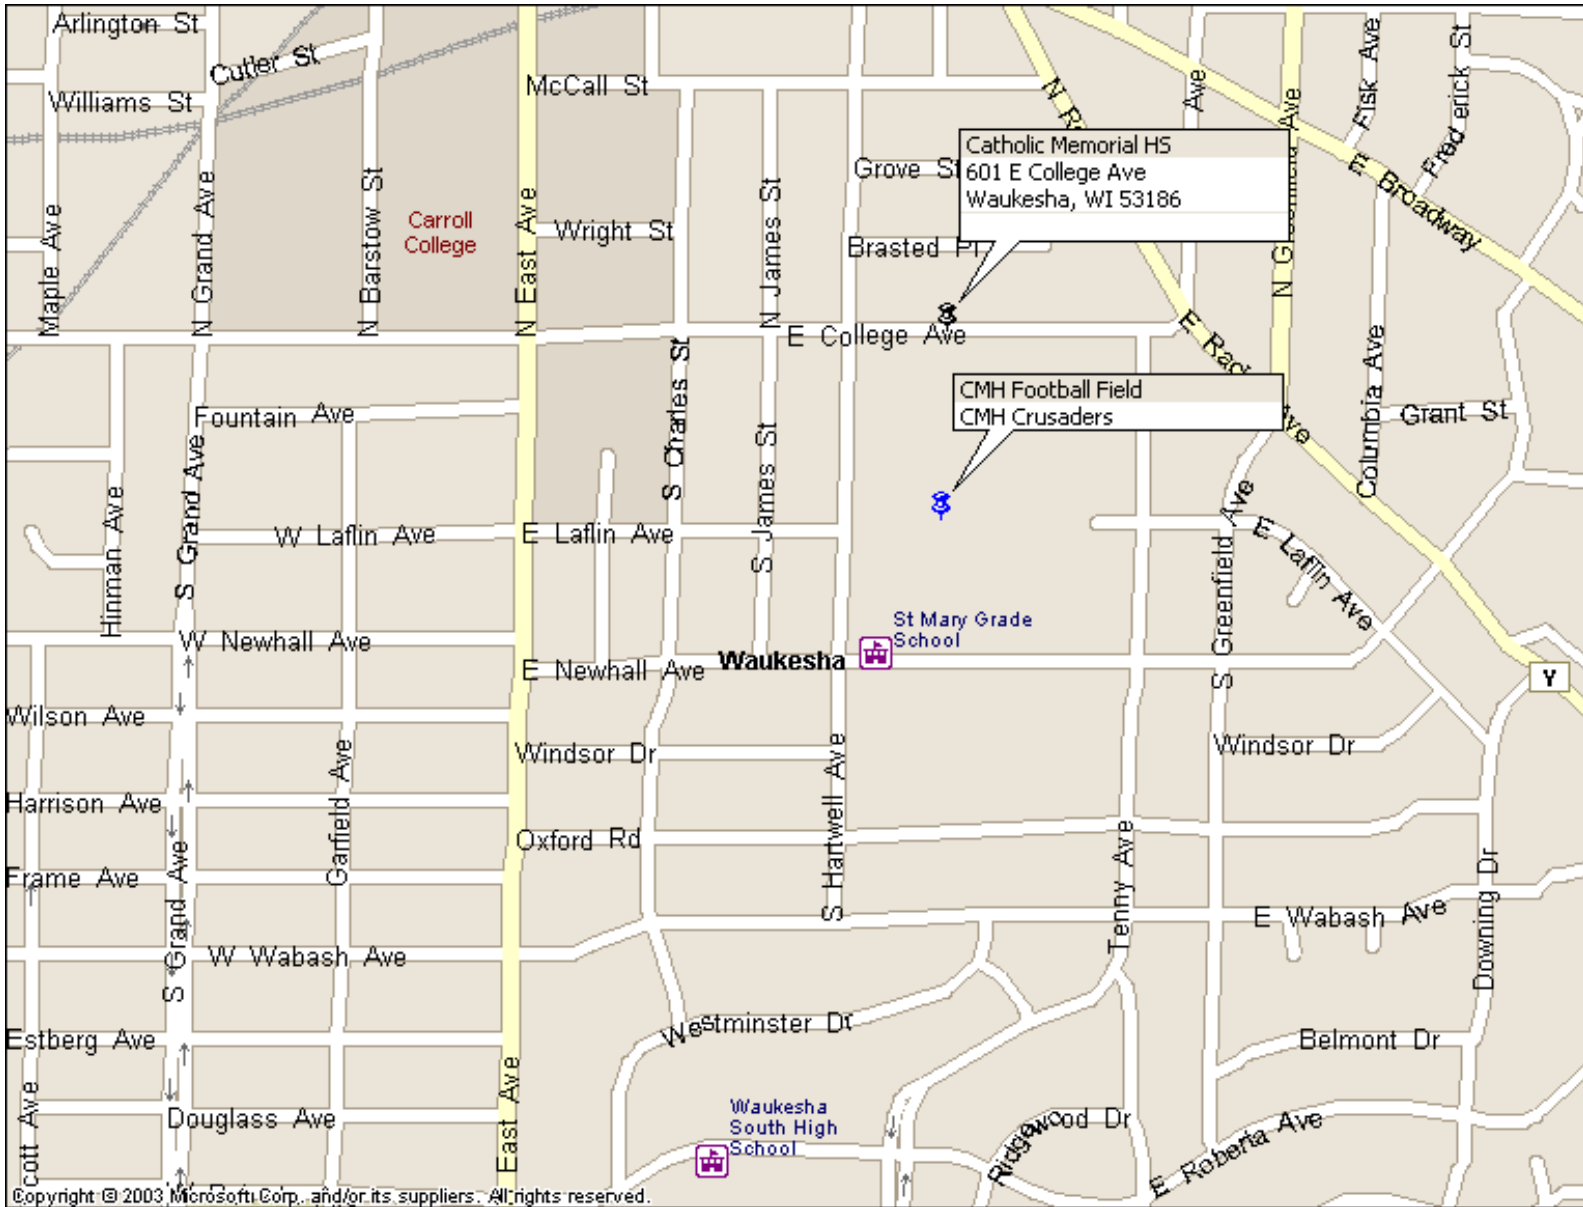 Arlington St
Cutler St
Williams St
McCall St
Ave
Fisk Ave
Frederick St
Catholic Memorial HS
601 E College Ave
Waukesha, WI 53186
Grove St
E Broadway
Maple Ave
N Grand Ave
N Barstow St
Carroll
College
N East Ave
Wright St
N James St
Brasted Pl
E College Ave
Columbia Ave
CMH Football Field
CMH Crusaders
Grant St
Fountain Ave
S Charles St
S James St
Hinman Ave
S Grand Ave
W Laflin Ave
E Laflin Ave
E Laflin Ave
S Greenfield Ave
St Mary Grade
School
W Newhall Ave
E Newhall Ave
Waukesha
Y
Wilson Ave
Windsor Dr
Windsor Dr
Harrison Ave
Garfield Ave
Oxford Rd
S Hartwell Ave
Tenny Ave
Frame Ave
S Grand Ave
W Wabash Ave
E Wabash Ave
Downing Dr
Westminster Dr
Estberg Ave
Belmont Dr
cott Ave
Douglass Ave
East Ave
Waukesha
South High
School
Ridgewood Dr
E Roberta Ave
Copyright © 2003 Microsoft Corp. and/or its suppliers. All rights reserved.